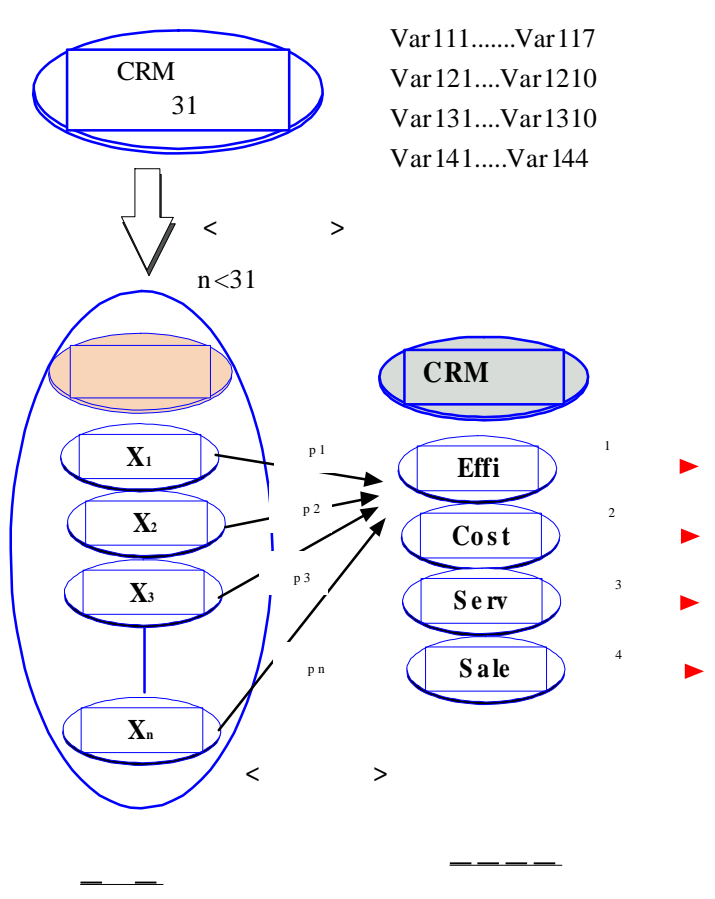 CRM
31
Var111.......Var117
Var121....Var1210
Var131....Var1310
Var141.....Var144
< >
n<31
CRM
X1 p1 Effi 1
X2 p2 Cost 2
X3 p3 Serv 3
pn Sale 4
Xn
< >